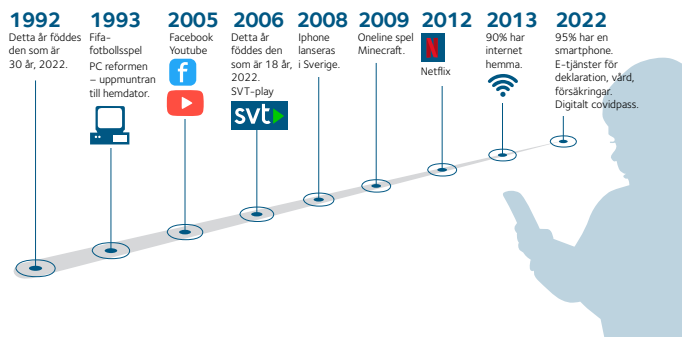 1992
Detta år föddes
den som är
30 år, 2022.
1993
Fifa-
fotbollsspel
PC reformen
– uppmuntran
till hemdator.
2005
Facebook
Youtube
f
2006
Detta år
föddes den
som är 18 år,
2022.
SVT-play
svt
2008
Iphone
lanseras
i Sverige.
2009
Oneline spel
Minecraft.
2012
N
Netflix
2013
90% har
internet
hemma.
2022
95% har en
smartphone.
E-tjänster för
deklaration, vård,
försäkringar.
Digitalt covidpass.